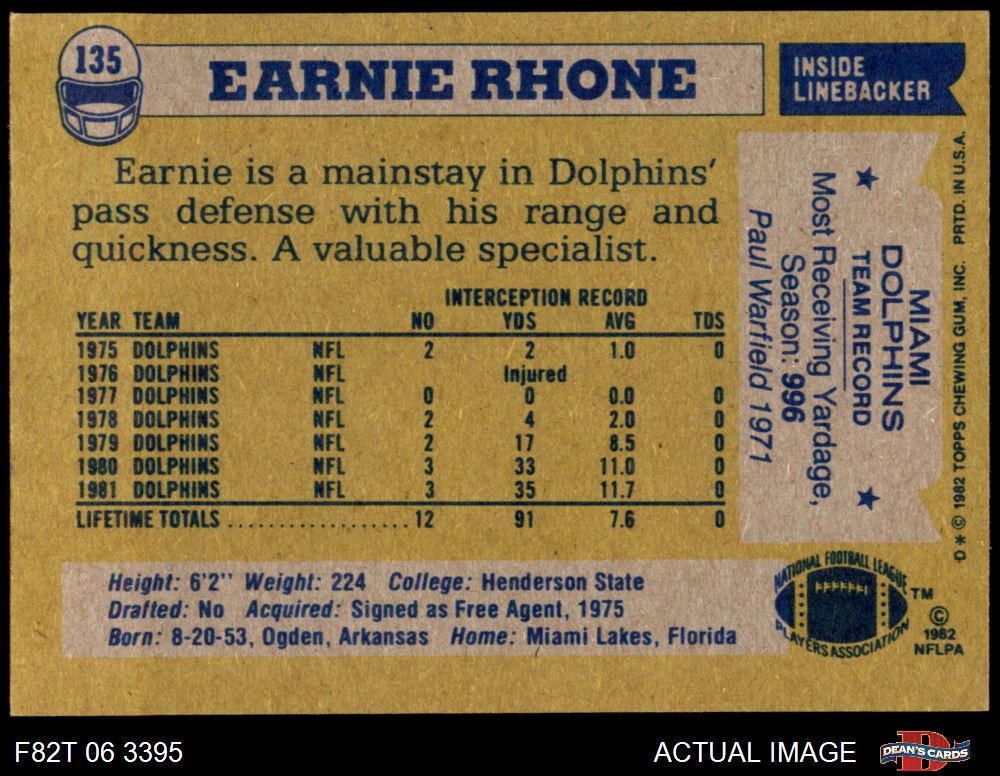 135
EARNIE RHONE
INSIDE
LINEBACKER
Earnie is a mainstay in Dolphins'
pass defense with his range and
quickness. A valuable specialist.
INTERCEPTION RECORD
YEAR TEAM NO YDS AVG TDS
1975 DOLPHINS NFL 2 2 1.0 0
1976 DOLPHINS NFL Injured
1977 DOLPHINS NFL 0 0 0.0 0
1978 DOLPHINS NFL 2 4 2.0 0
1979 DOLPHINS NFL 2 17 8.5 0
1980 DOLPHINS NFL 3 33 11.0 0
1981 DOLPHINS NFL 3 35 11.7 0
LIFETIME TOTALS .................. 12 91 7.6 0
MIAMI
DOLPHINS
★ TEAM RECORD ★
Most Receiving Yardage,
Season: 996
Paul Warfield 1971
D * © 1982 TOPPS CHEWING GUM, INC. PRTD. IN U.S.A.
Height: 6'2" Weight: 224 College: Henderson State
Drafted: No Acquired: Signed as Free Agent, 1975
Born: 8-20-53, Ogden, Arkansas Home: Miami Lakes, Florida
NATIONAL FOOTBALL LEAGUE
PLAYERS ASSOCIATION
TM
©
1982
NFLPA
F82T 06 3395
ACTUAL IMAGE
D
DEAN'S CARDS